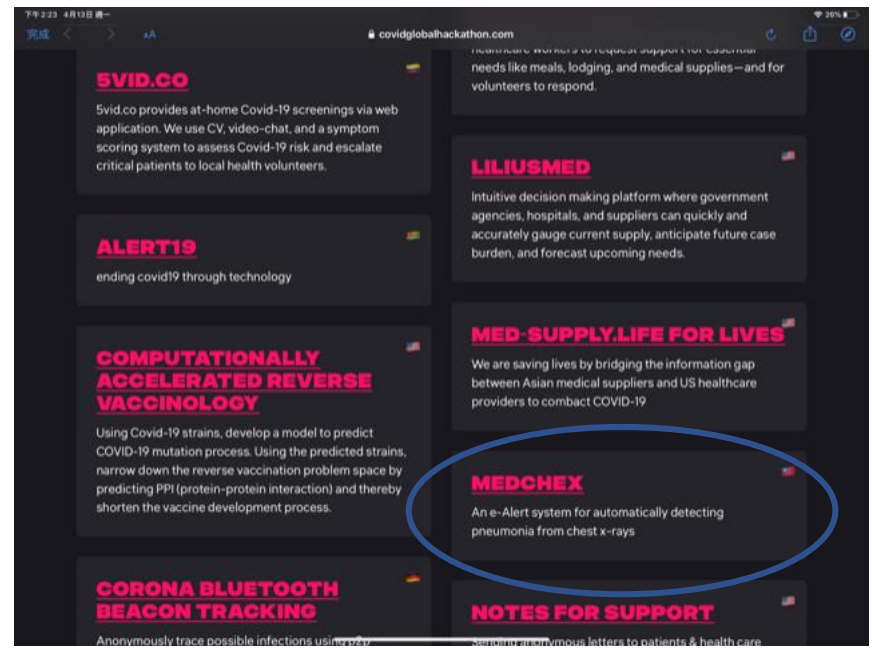 下午2:23 4月13日 週一
26%
完成
AA
covidglobalhackathon.com
5VID.CO
5vid.co provides at-home Covid-19 screenings via web
application. We use CV, video-chat, and a symptom
scoring system to assess Covid-19 risk and escalate
critical patients to local health volunteers.
ALERT19
ending covid19 through technology
COMPUTATIONALLY
ACCELERATED REVERSE
VACCINOLOGY
Using Covid-19 strains, develop a model to predict
COVID-19 mutation process. Using the predicted strains,
narrow down the reverse vaccination problem space by
predicting PPI (protein-protein interaction) and thereby
shorten the vaccine development process.
CORONA BLUETOOTH
BEACON TRACKING
Anonymously trace possible infections using p2p
healthcare workers to request support for essential
needs like meals, lodging, and medical supplies—and for
volunteers to respond.
LILIUSMED
Intuitive decision making platform where government
agencies, hospitals, and suppliers can quickly and
accurately gauge current supply, anticipate future case
burden, and forecast upcoming needs.
MED-SUPPLY.LIFE FOR LIVES
We are saving lives by bridging the information gap
between Asian medical suppliers and US healthcare
providers to combact COVID-19
MEDCHEX
An e-Alert system for automatically detecting
pneumonia from chest x-rays
NOTES FOR SUPPORT
Sending anonymous letters to patients & health care